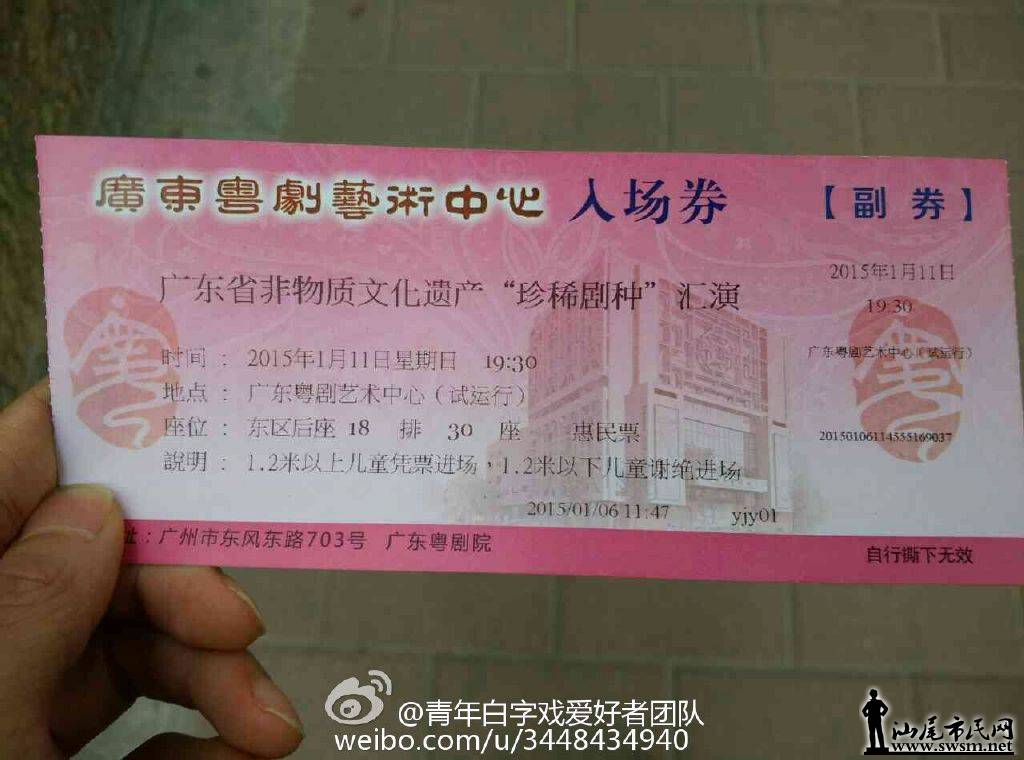 廣東粵劇藝術中心 入场券 【副券】
广东省非物质文化遗产“珍稀剧种”汇演
时间：2015年1月11日星期日 19:30
地点：广东粤剧艺术中心（试运行）
座位：东区后座 18 排 30 座 惠民票
說明：1.2米以上儿童凭票进场，1.2米以下儿童谢绝进场
2015/01/06 11:47 yjy01
址：广州市东风东路703号 广东粤剧院
2015年1月11日
19:30
广东粤剧艺术中心（试运行）
20150106114555169037
自行撕下无效
@青年白字戏爱好者团队
weibo.com/u/3448434940
汕尾市民网
www.swsm.net